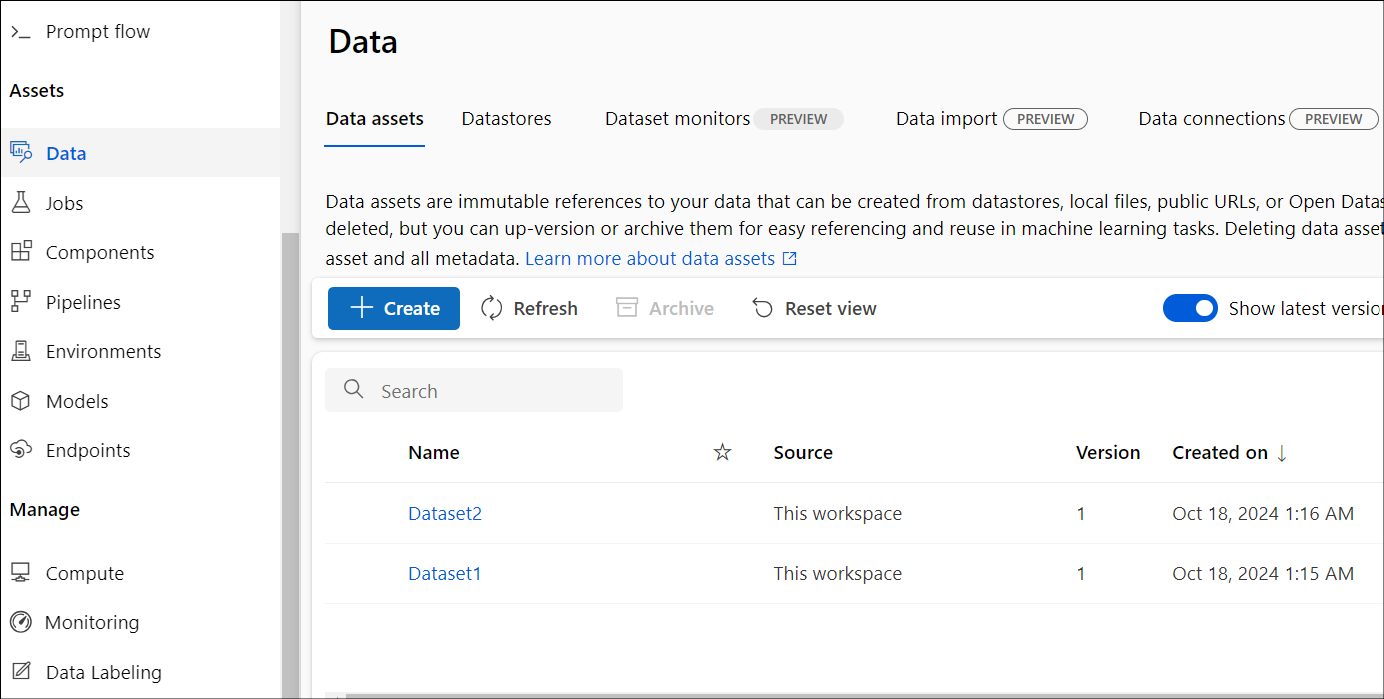 Prompt flow
Assets
Data
Jobs
Components
Pipelines
Environments
Models
Endpoints
Manage
Compute
Monitoring
Data Labeling
Data
Data assets
Datastores
Dataset monitors PREVIEW
Data import PREVIEW
Data connections PREVIEW
Data assets are immutable references to your data that can be created from datastores, local files, public URLs, or Open Datas
deleted, but you can up-version or archive them for easy referencing and reuse in machine learning tasks. Deleting data asset
asset and all metadata. Learn more about data assets
Create
Refresh
Archive
Reset view
Show latest version
Search
Name Source Version Created on
Dataset2 This workspace 1 Oct 18, 2024 1:16 AM
Dataset1 This workspace 1 Oct 18, 2024 1:15 AM